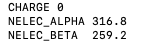 CHARGE 0
NELEC_ALPHA 316.8
NELEC_BETA  259.2